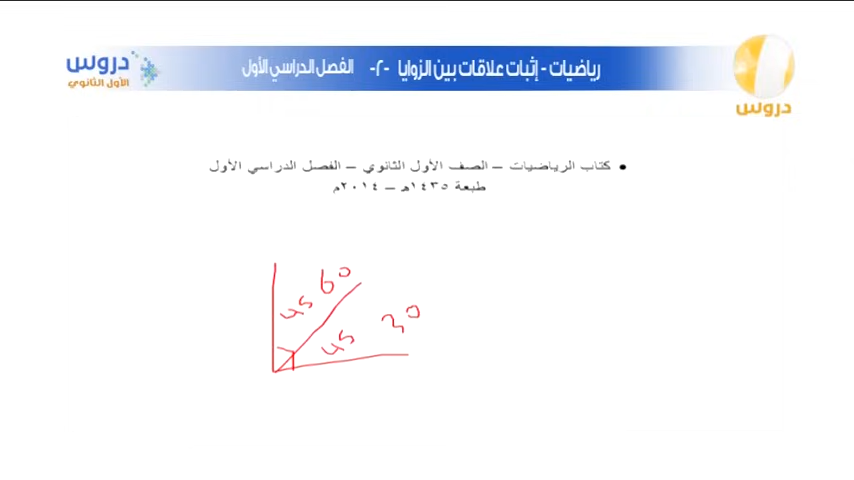 دروس
الأول الثانوي
رياضيات - إثبات علاقات بين الزوايا -٢- الفصل الدراسي الأول
دروس
• كتاب الرياضيات – الصف الأول الثانوي – الفصل الدراسي الأول
طبعة ١٤٣٥هـ – ٢٠١٤م
60
45
30
45